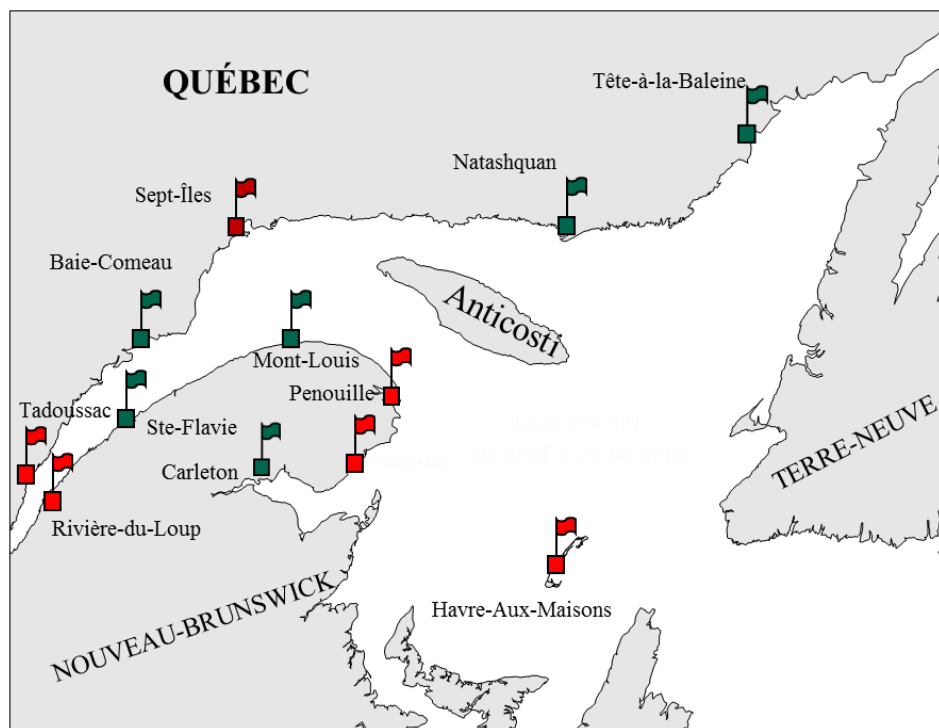 QUÉBEC
Tête-à-la-Baleine
Natashquan
Sept-Îles
Baie-Comeau
Anticosti
Mont-Louis
Penouille
Tadoussac
Ste-Flavie
TERRE-NEUVE
Carleton
Rivière-du-Loup
Havre-Aux-Maisons
NOUVEAU-BRUNSWICK